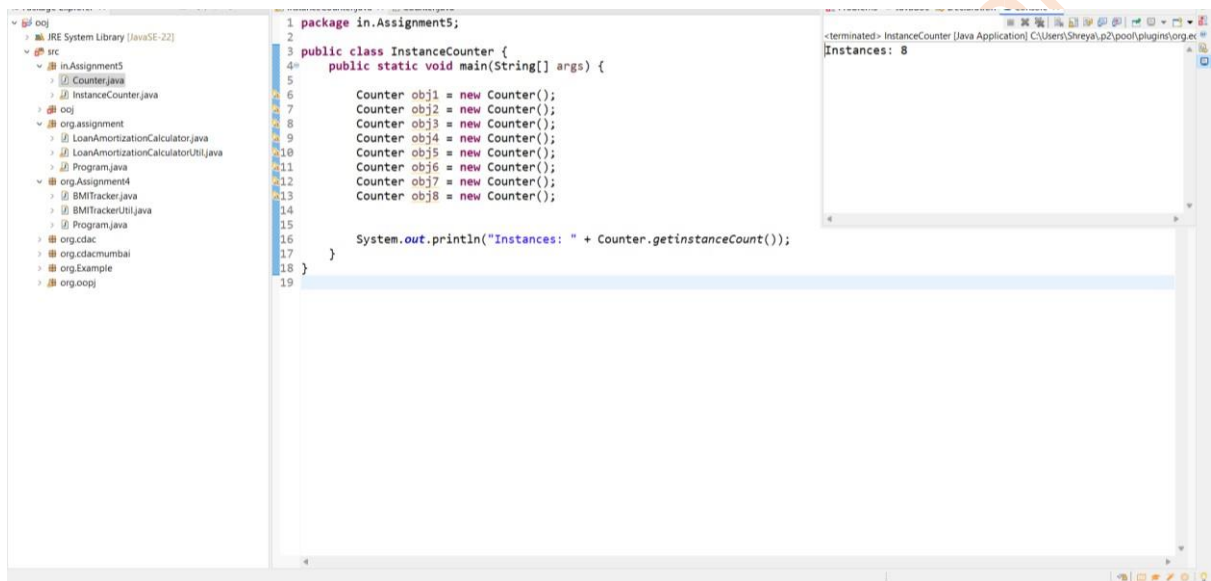 ooj
JRE System Library [JavaSE-22]
src
in.Assignment5
Counter.java
InstanceCounter.java
ooj
org.assignment
LoanAmortizationCalculator.java
LoanAmortizationCalculatorUtil.java
Program.java
org.Assignment4
BMITracker.java
BMITrackerUtil.java
Program.java
org.cdac
org.cdacmumbai
org.Example
org.oopj
1 package in.Assignment5;
2
3 public class InstanceCounter {
4 public static void main(String[] args) {
5
6 Counter obj1 = new Counter();
7 Counter obj2 = new Counter();
8 Counter obj3 = new Counter();
9 Counter obj4 = new Counter();
10 Counter obj5 = new Counter();
11 Counter obj6 = new Counter();
12 Counter obj7 = new Counter();
13 Counter obj8 = new Counter();
14
15
16 System.out.println("Instances: " + Counter.getinstanceCount());
17 }
18 }
19
<terminated> InstanceCounter [Java Application] C:\Users\Shreya\.p2\pool\plugins\org.ec
Instances: 8